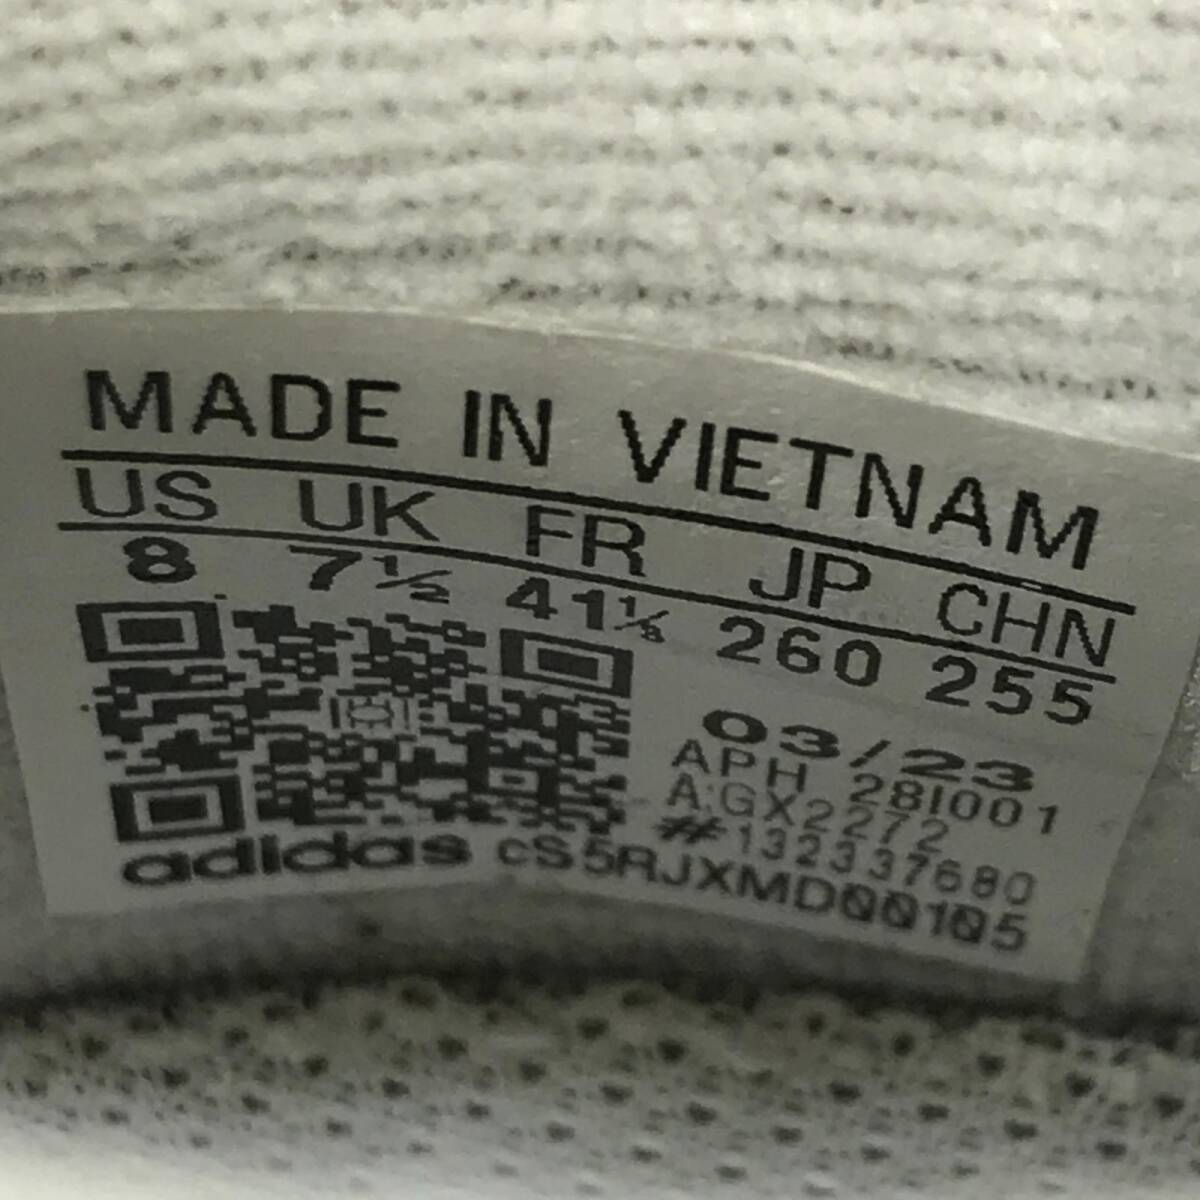 MADE IN VIETNAM
US UK FR JP CHN
8 7½ 41⅓ 260 255
03/23
APH 28I001
A:GX2272
#132337680
adidas cS5RJXMD00105